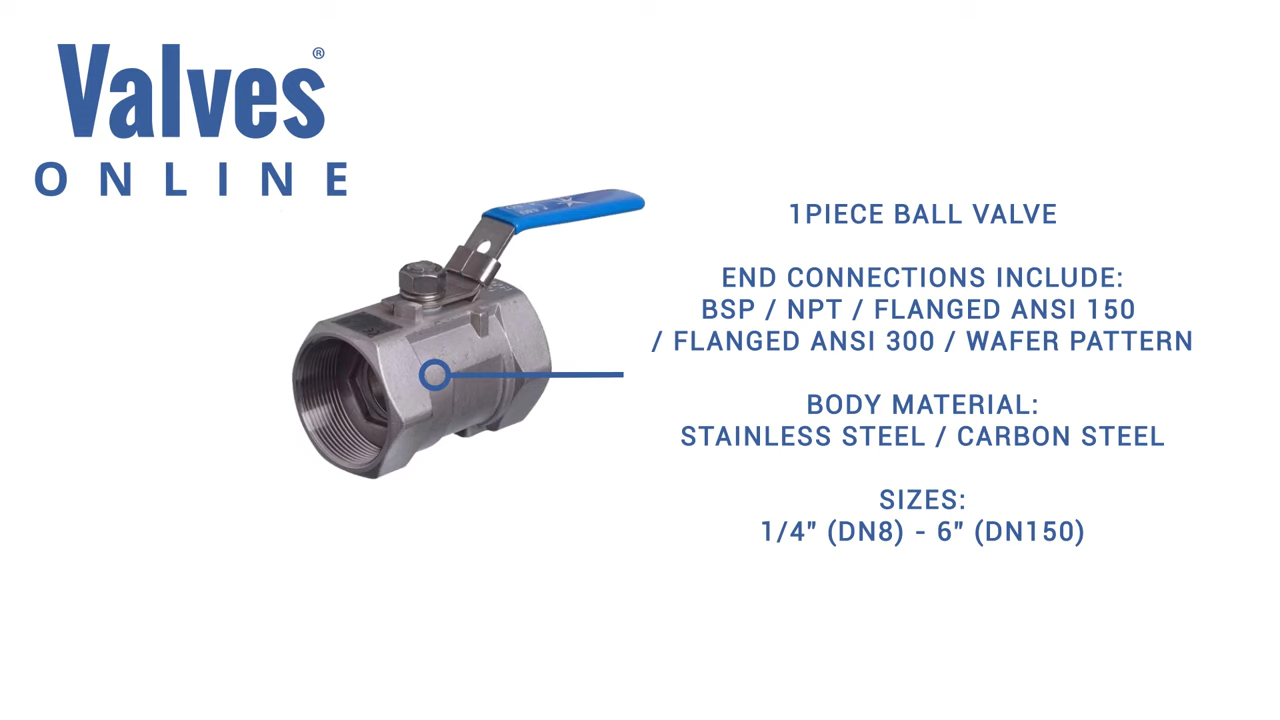 Valves®
ONLINE
1PIECE BALL VALVE
END CONNECTIONS INCLUDE:
BSP / NPT / FLANGED ANSI 150
/ FLANGED ANSI 300 / WAFER PATTERN
BODY MATERIAL:
STAINLESS STEEL / CARBON STEEL
SIZES:
1/4" (DN8) - 6" (DN150)